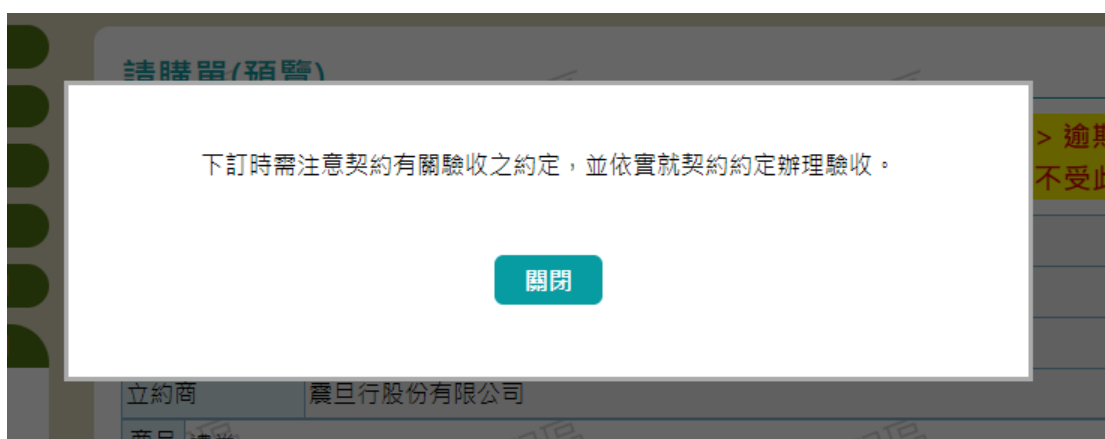 請購單(預覽)
> 逾期
不受此
下訂時需注意契約有關驗收之約定，並依實就契約約定辦理驗收。
關閉
立約商 震旦行股份有限公司
商品